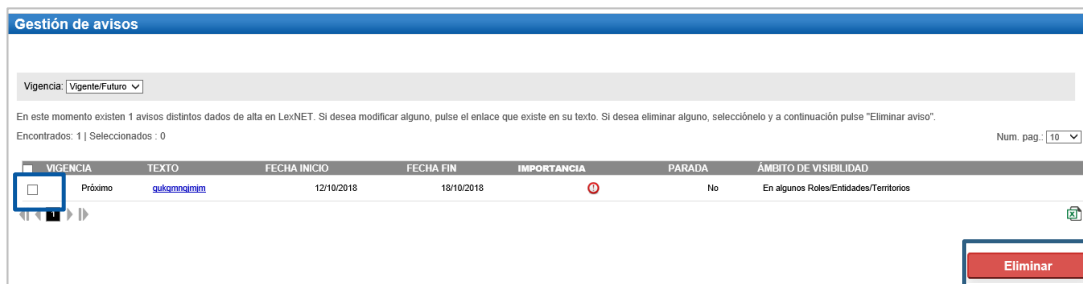 Gestión de avisos
Vigencia: Vigente/Futuro
En este momento existen 1 avisos distintos dados de alta en LexNET. Si desea modificar alguno, pulse el enlace que existe en su texto. Si desea eliminar alguno, selecciónelo y a continuación pulse "Eliminar aviso".
Encontrados: 1 | Seleccionados : 0 Num. pag.: 10
VIGENCIA TEXTO FECHA INICIO FECHA FIN IMPORTANCIA PARADA ÁMBITO DE VISIBILIDAD
Próximo gukgmngjmjm 12/10/2018 18/10/2018 No En algunos Roles/Entidades/Territorios
1
Eliminar